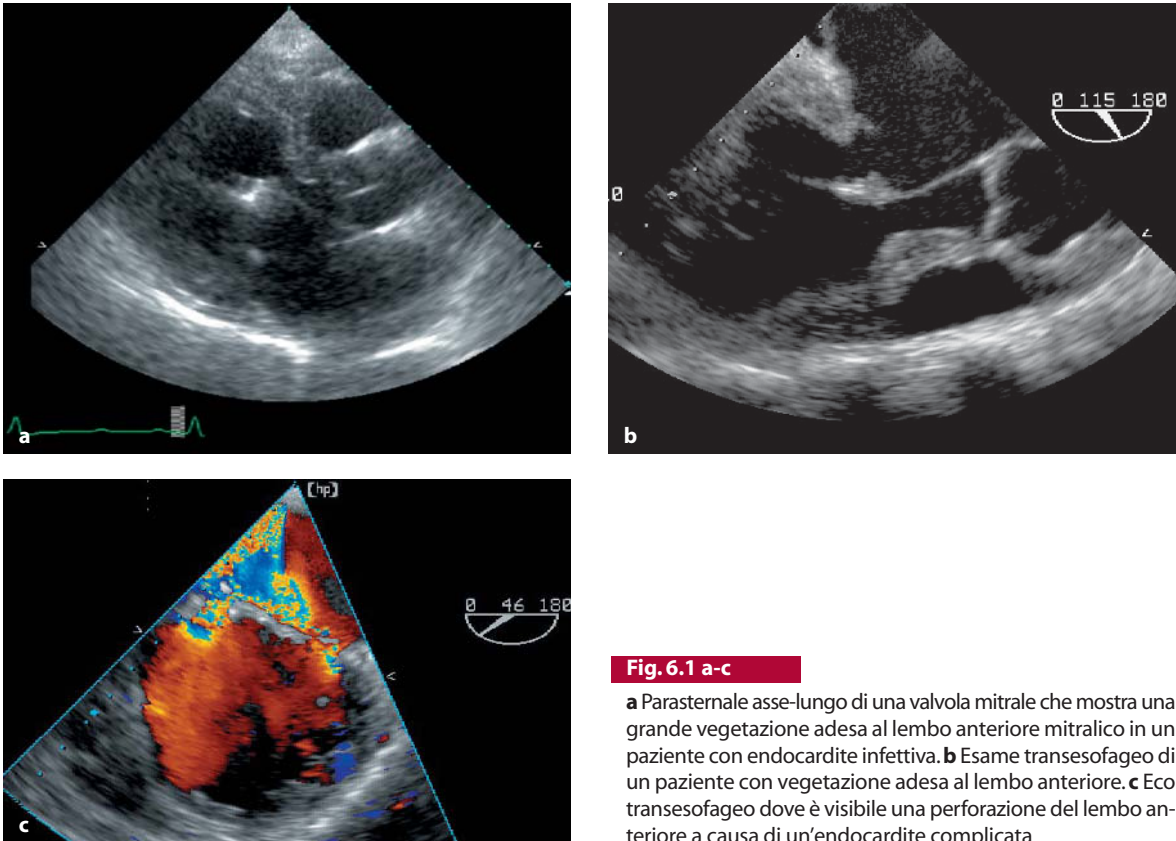 a
0 115 180
b
[hp]
0 46 180
c
Fig. 6.1 a-c
a Parasternale asse-lungo di una valvola mitrale che mostra una
grande vegetazione adesa al lembo anteriore mitralico in un
paziente con endocardite infettiva. b Esame transesofageo di
un paziente con vegetazione adesa al lembo anteriore. c Eco
transesofageo dove è visibile una perforazione del lembo an-
teriore a causa di un'endocardite complicata